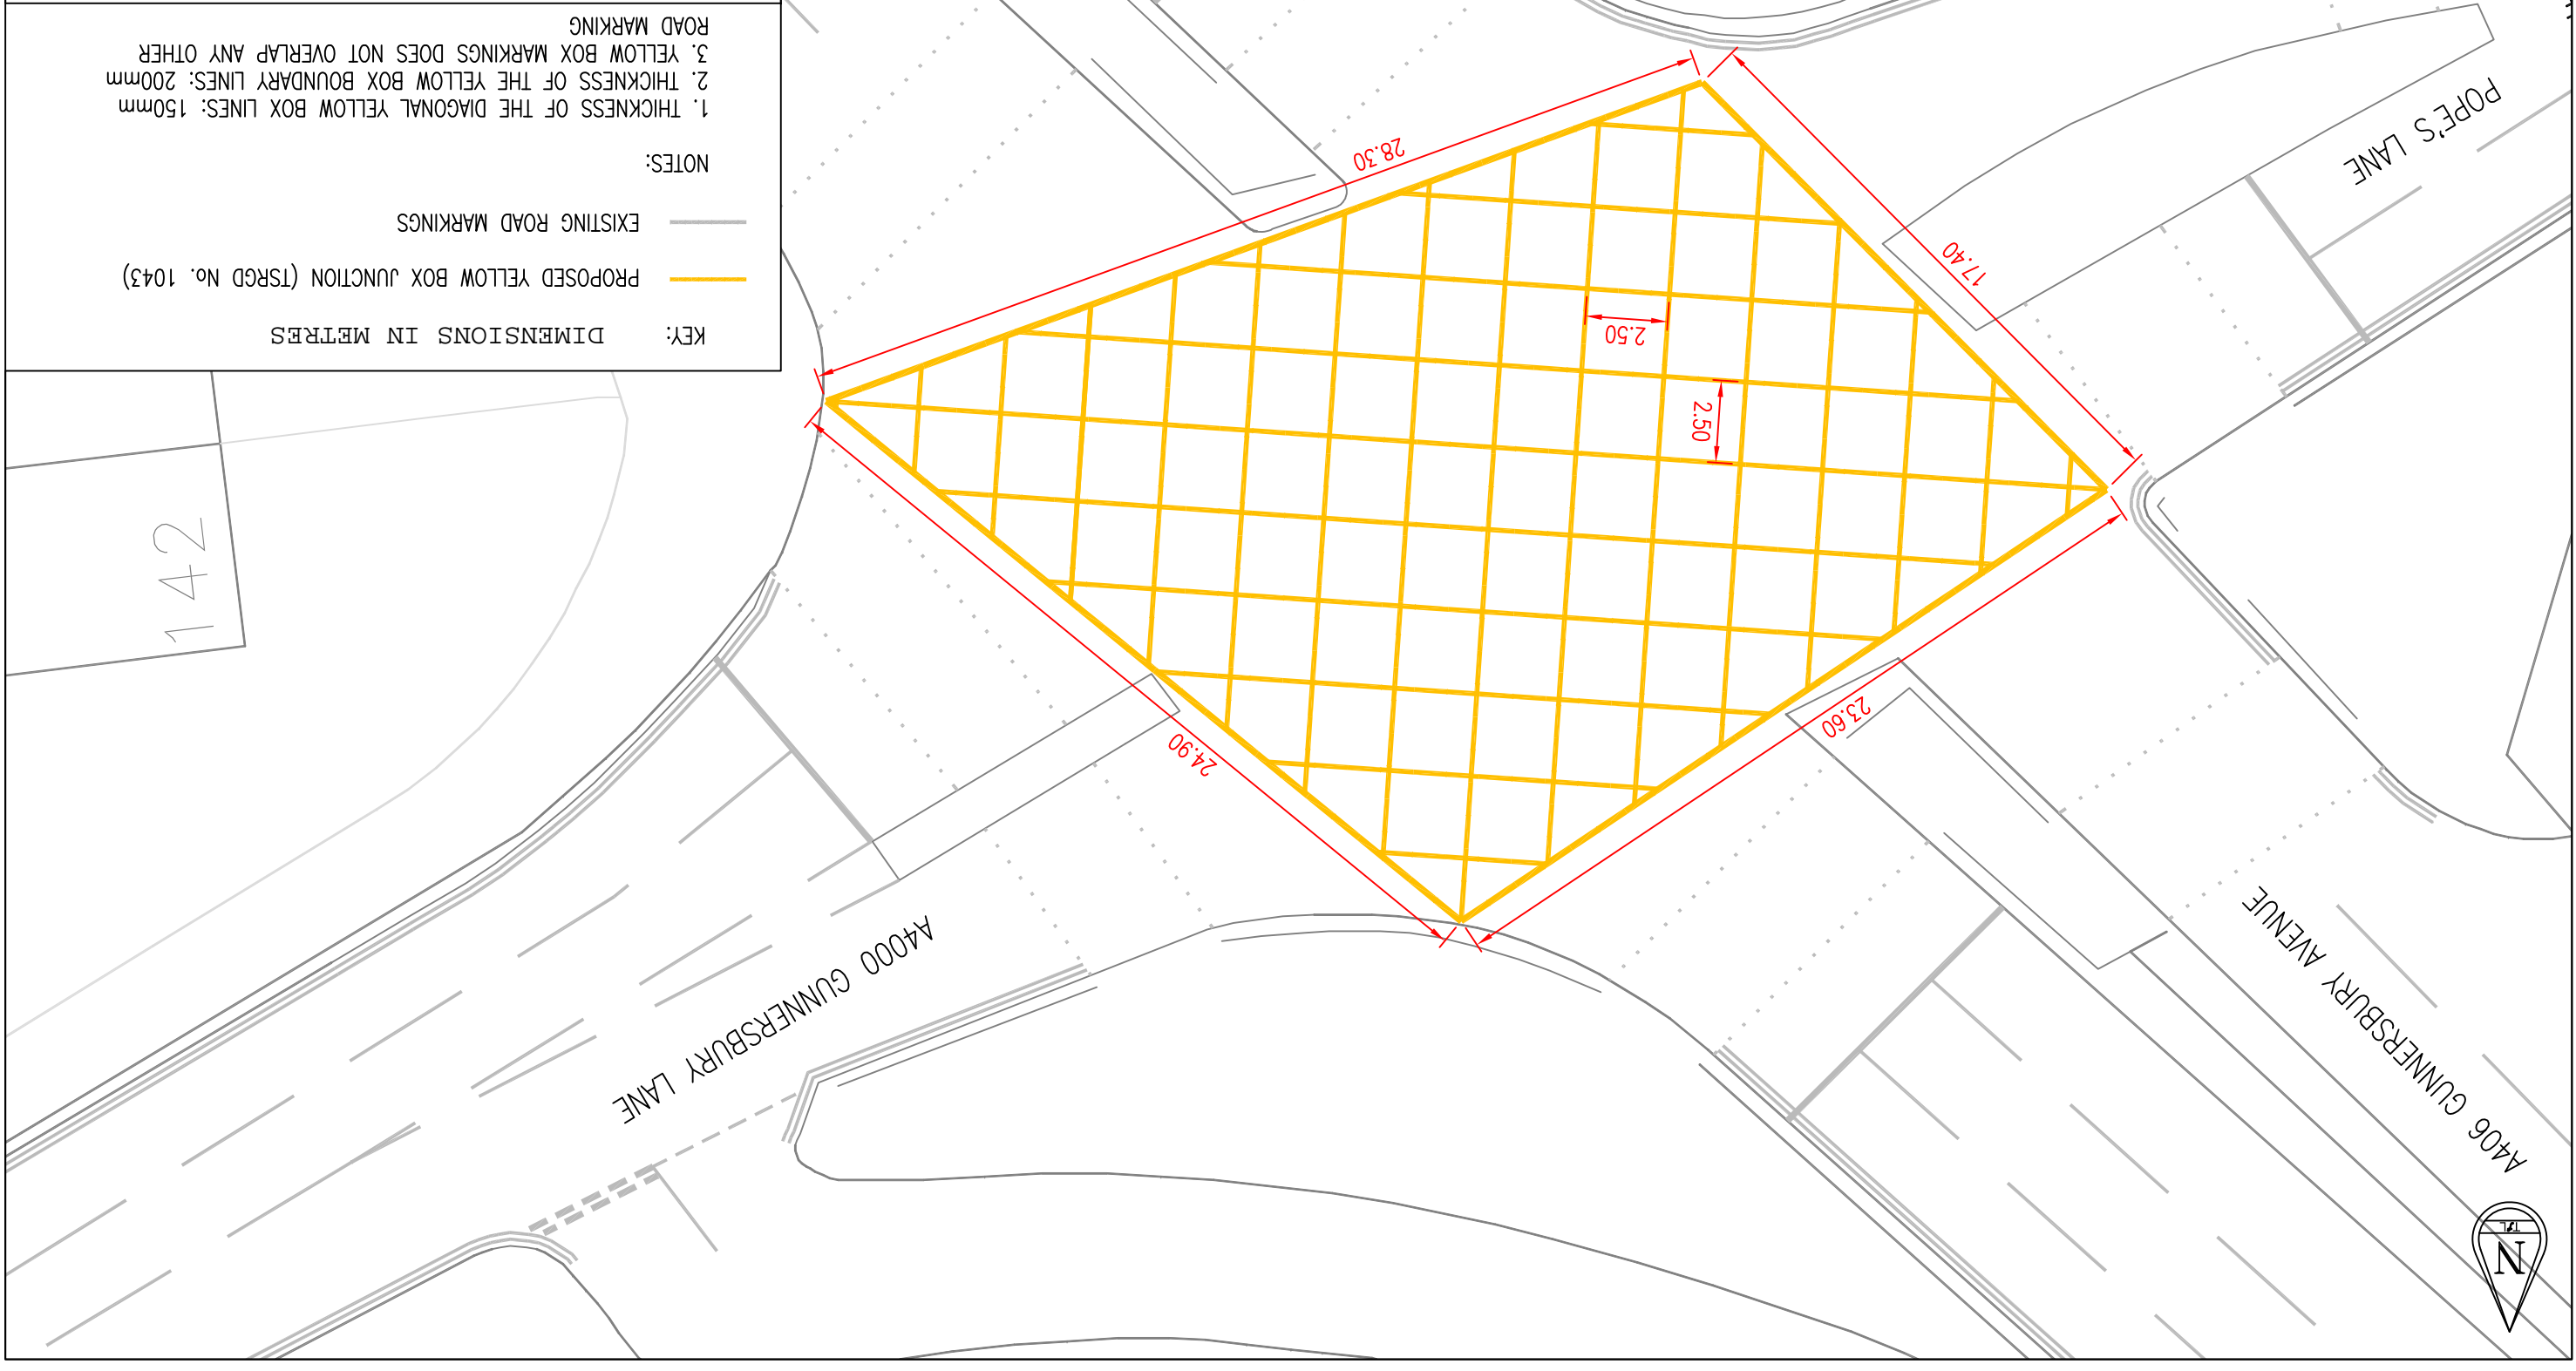 KEY: DIMENSIONS IN METRES
PROPOSED YELLOW BOX JUNCTION (TSRGD No. 1043)
EXISTING ROAD MARKINGS
NOTES:
1. THICKNESS OF THE DIAGONAL YELLOW BOX LINES: 150mm
2. THICKNESS OF THE YELLOW BOX BOUNDARY LINES: 200mm
3. YELLOW BOX MARKINGS DOES NOT OVERLAP ANY OTHER
ROAD MARKING
N
TfL
A406 GUNNERSBURY AVENUE
A4000 GUNNERSBURY LANE
POPE'S LANE
142
23.60
24.90
17.40
28.30
2.50
2.50